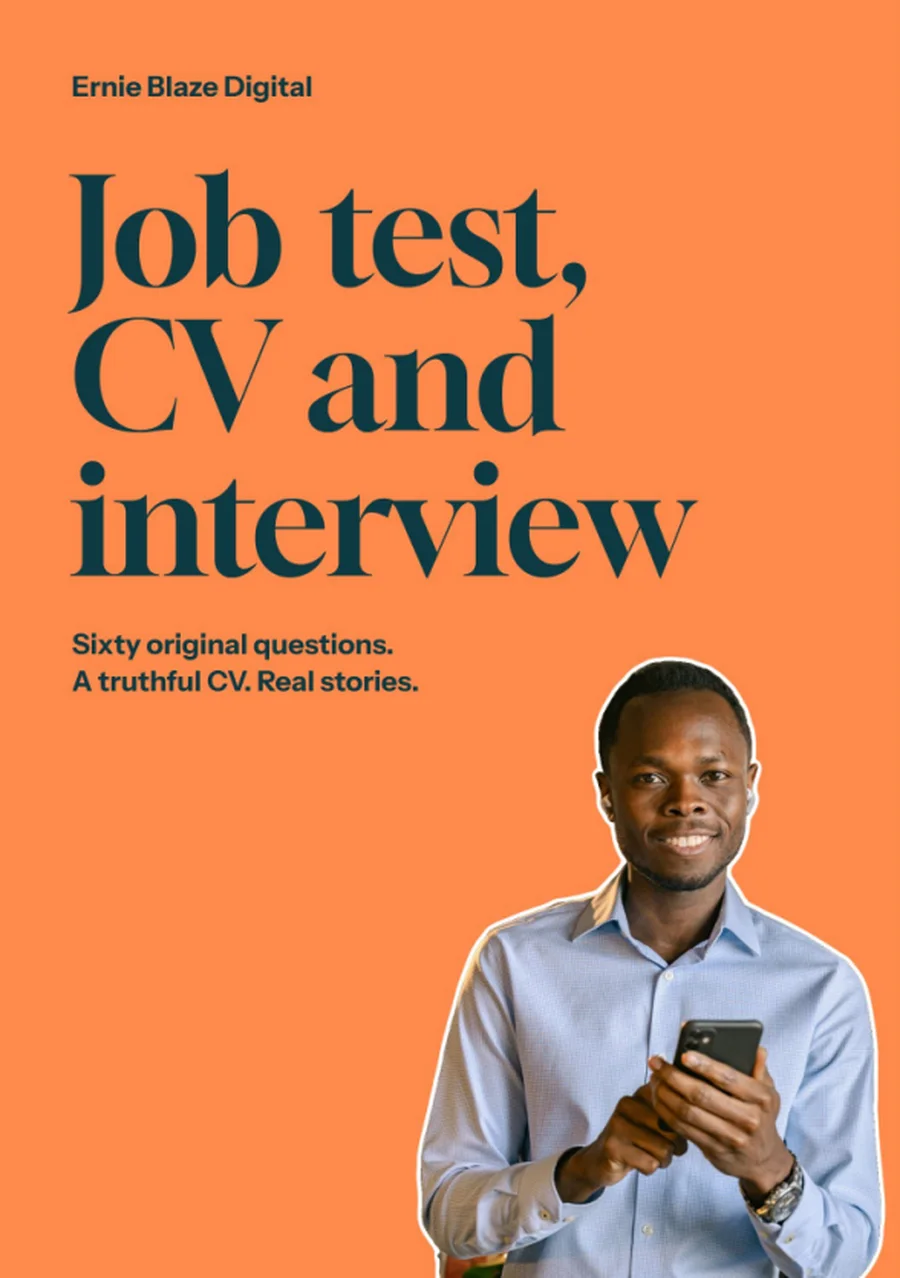 Ernie Blaze Digital
Job test,
CV and
interview
Sixty original questions.
A truthful CV. Real stories.